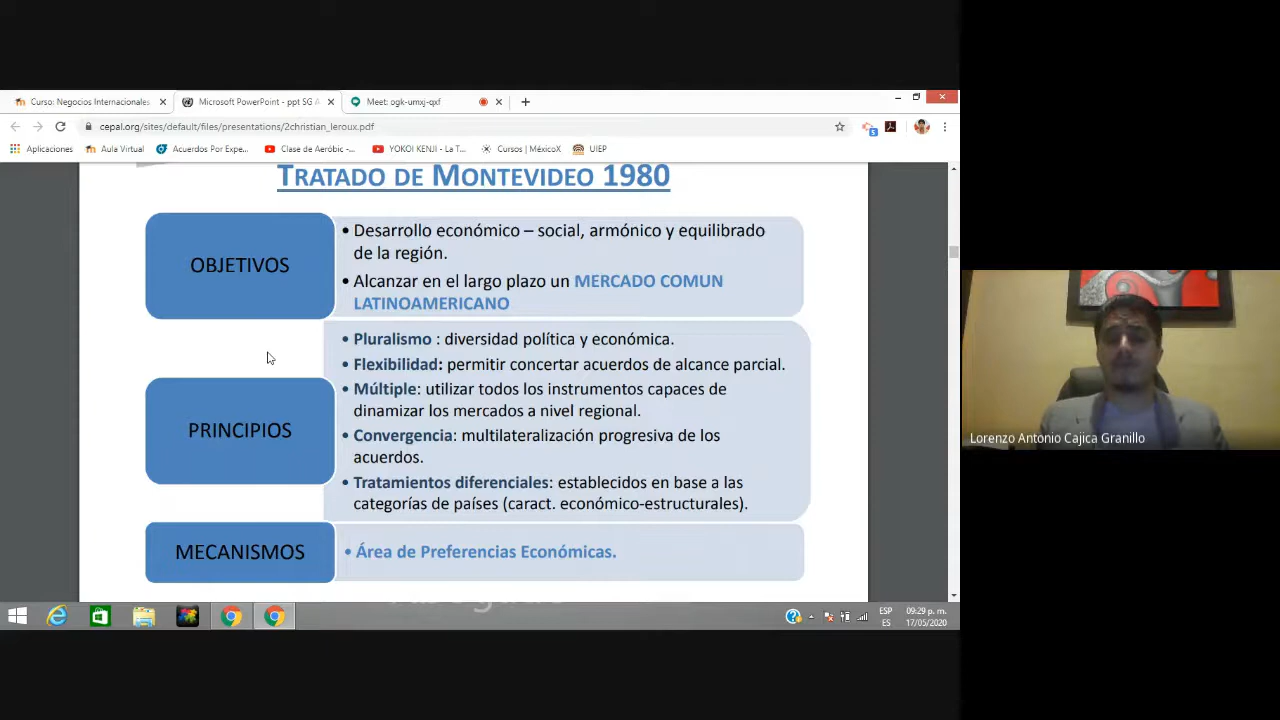 Curso: Negocios Internacionales
Microsoft PowerPoint - ppt SG A
Meet: ogk-umxj-qxf
cepal.org/sites/default/files/presentations/2christian_leroux.pdf
Aplicaciones
Aula Virtual
Acuerdos Por Expe...
Clase de Aeróbic -...
YOKOI KENJI - La T...
Cursos | MéxicoX
UIEP
TRATADO DE MONTEVIDEO 1980
OBJETIVOS
• Desarrollo económico – social, armónico y equilibrado
de la región.
• Alcanzar en el largo plazo un MERCADO COMUN
LATINOAMERICANO
PRINCIPIOS
• Pluralismo : diversidad política y económica.
• Flexibilidad: permitir concertar acuerdos de alcance parcial.
• Múltiple: utilizar todos los instrumentos capaces de
dinamizar los mercados a nivel regional.
• Convergencia: multilateralización progresiva de los
acuerdos.
• Tratamientos diferenciales: establecidos en base a las
categorías de países (caract. económico-estructurales).
MECANISMOS
• Área de Preferencias Económicas.
Lorenzo Antonio Cajica Granillo
ESP
ES
09:29 p. m.
17/05/2020